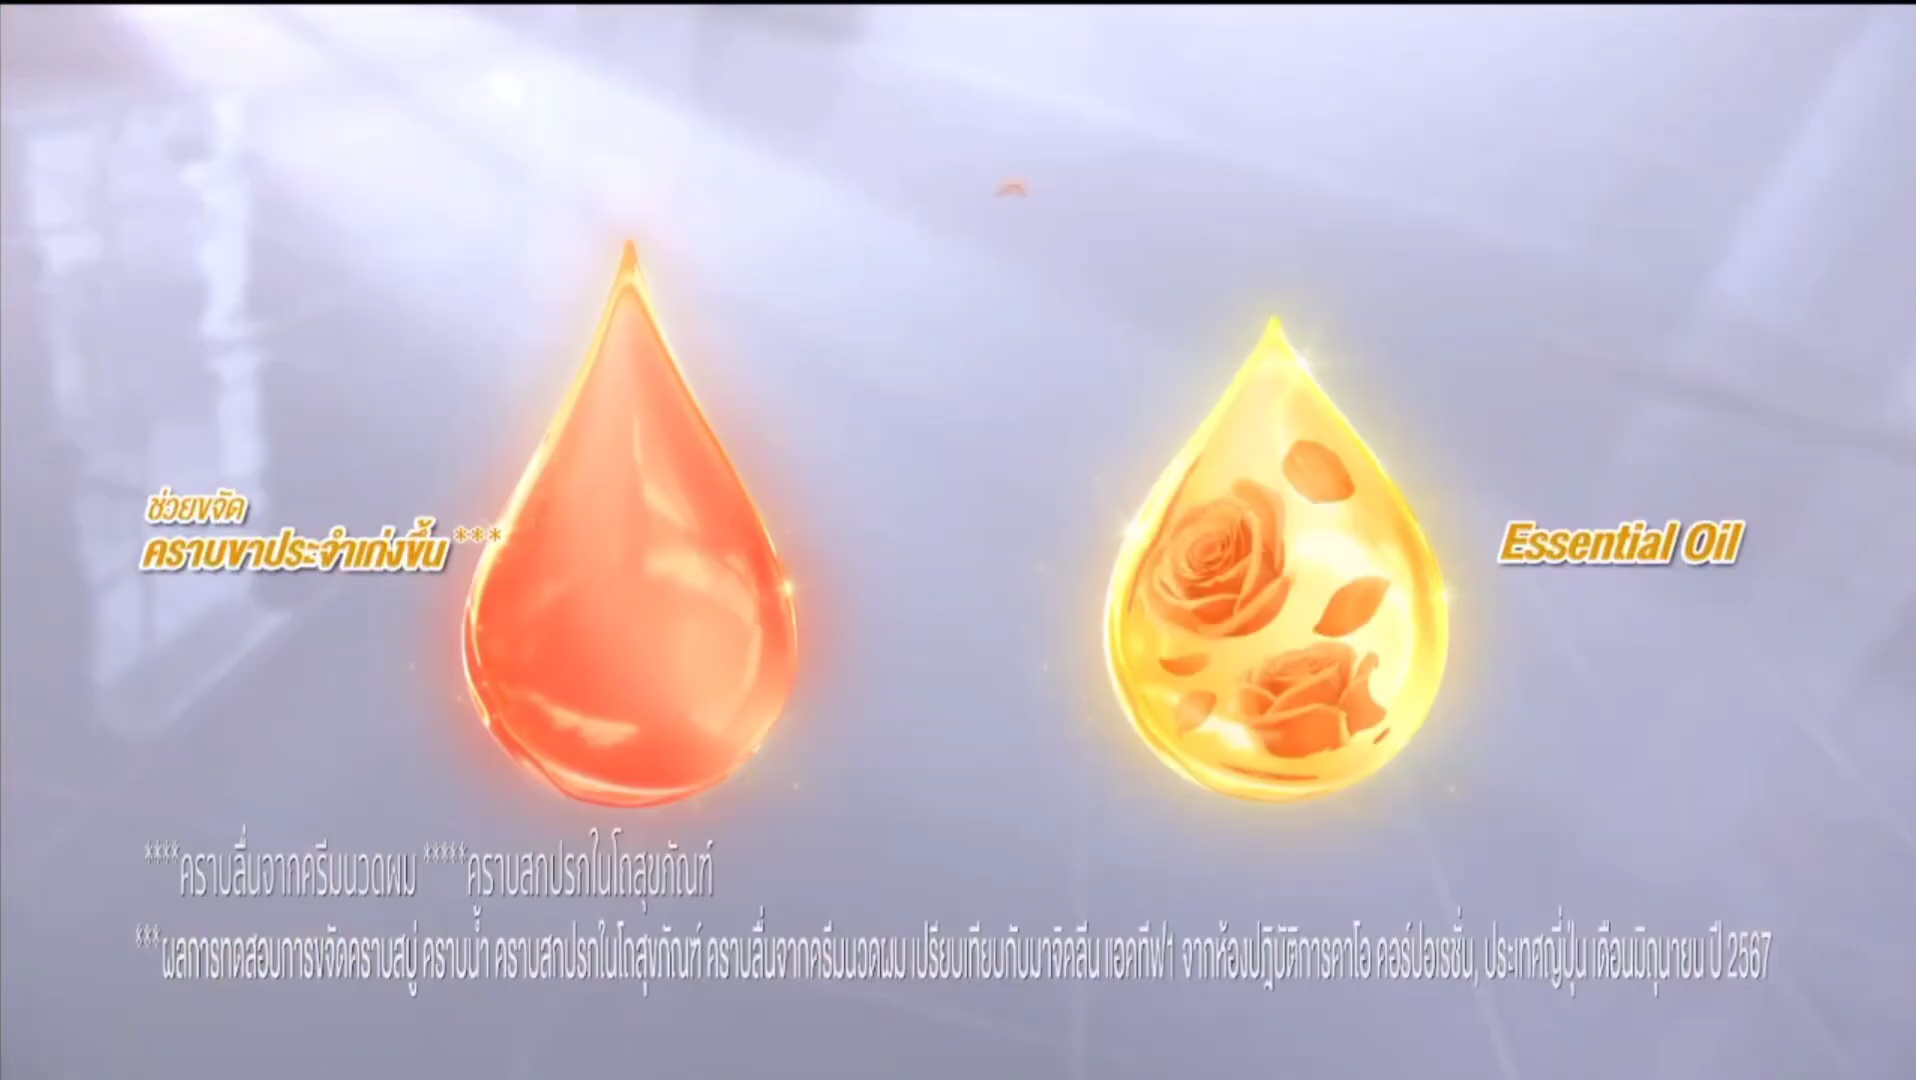 ช่วยขจัด
คราบขาประจำเก่งขึ้น ***
Essential Oil
****คราบลื่นจากครีมนวดผม *****คราบสกปรกในโถสุขภัณฑ์
***ผลการทดสอบการขจัดคราบสบู่ คราบน้ำ คราบสกปรกในโถสุขภัณฑ์ คราบลื่นจากครีมนวดผม เปรียบเทียบกับมาจิคลีน แอคทีฟ1 จากห้องปฏิบัติการคาโอ คอร์ปอเรชั่น, ประเทศญี่ปุ่น เดือนมิถุนายน ปี 2567